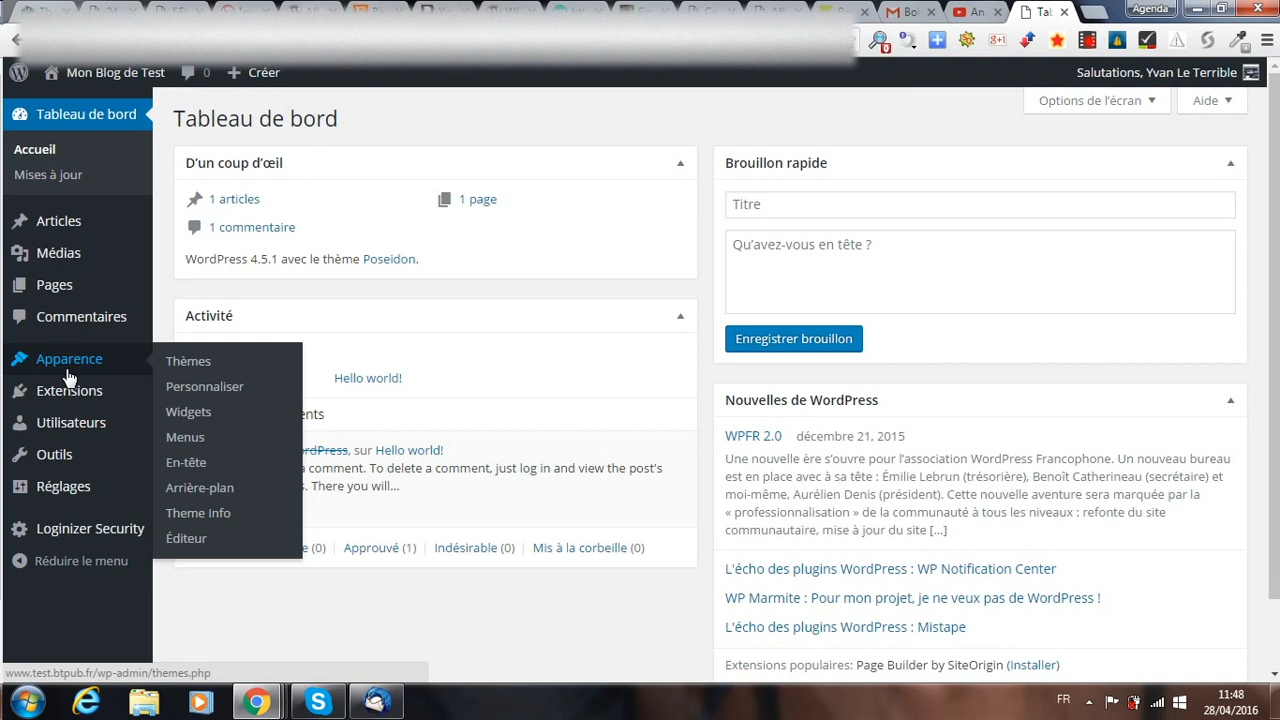 Bo
An
Tab
Agenda
Mon Blog de Test
0
Créer
Salutations, Yvan Le Terrible
Tableau de bord
Accueil
Mises à jour
Articles
Médias
Pages
Commentaires
Apparence
Extensions
Utilisateurs
Outils
Réglages
Loginizer Security
Réduire le menu
Thèmes
Personnaliser
Widgets
Menus
En-tête
Arrière-plan
Theme Info
Éditeur
Options de l'écran
Aide
Tableau de bord
D'un coup d'œil
1 articles
1 page
1 commentaire
WordPress 4.5.1 avec le thème Poseidon.
Activité
Hello world!
ents
rdPress, sur Hello world!
a comment. To delete a comment, just log in and view the post's
s. There you will...
(0)
Approuvé (1)
Indésirable (0)
Mis à la corbeille (0)
Brouillon rapide
Titre
Qu'avez-vous en tête ?
Enregistrer brouillon
Nouvelles de WordPress
WPFR 2.0 décembre 21, 2015
Une nouvelle ère s'ouvre pour l'association WordPress Francophone. Un nouveau bureau
est en place avec à sa tête : Émilie Lebrun (trésorière), Benoît Catherineau (secrétaire) et
moi-même, Aurélien Denis (président). Cette nouvelle aventure sera marquée par la
« professionnalisation » de la communauté à tous les niveaux : refonte du site
communautaire, mise à jour du site [...]
L'écho des plugins WordPress : WP Notification Center
WP Marmite : Pour mon projet, je ne veux pas de WordPress !
L'écho des plugins WordPress : Mistape
Extensions populaires: Page Builder by SiteOrigin (Installer)
www.test.btpub.fr/wp-admin/themes.php
FR
11:48
28/04/2016